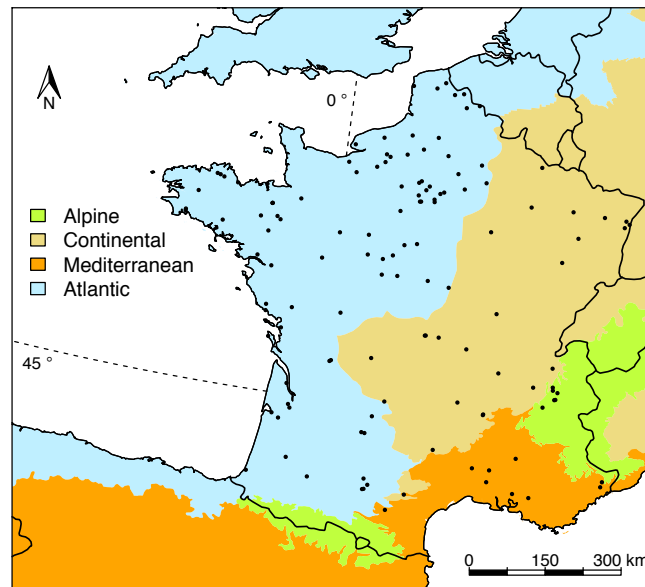 N
0 °
Alpine
Continental
Mediterranean
Atlantic
45 °
0 150 300 km